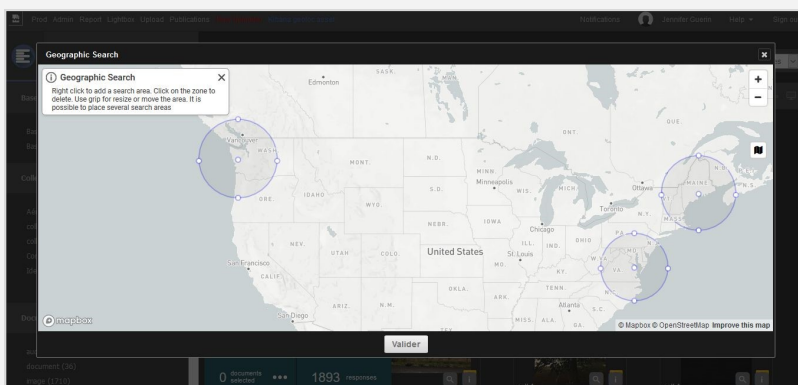 Prod Admin Report Lightbox Upload Publications
Notifications Jennifer Guerin Help Sign
Geographic Search
Geographic Search
Right click to add a search area. Click on the zone to
delete. Use grip for resize or move the area. It is
possible to place several search areas
Edmonton
SASK.
MAN.
ONT.
QUE.
Vancouver
WASH.
MONT.
N.D.
MINN.
Minneapolis
WIS.
MICH.
Ottawa
MAINE
N.S.
ORE.
IDAHO
WYO.
S.D.
Toronto
N.Y.
MASS.
NEBR.
IOWA
Chicago
PA.
NEV.
UTAH
COLO.
United States
ILL.
IND.
OHIO
MD.
San Francisco
CALIF.
St. Louis
MO.
KY.
W.VA.
VA.
OKLA.
ARK.
TENN.
ARIZ.
N.M.
Atlanta
S.C.
San Diego
MISS.
ALA.
GA.
mapbox
© Mapbox © OpenStreetMap Improve this map
Valider
document (36)
image (1710)
0 documents selected
1893 responses